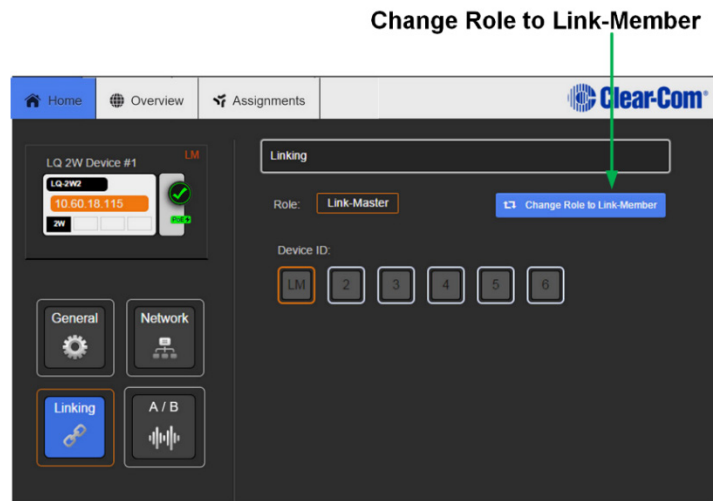 Change Role to Link-Member
Home
Overview
Assignments
Clear-Com®
LQ 2W Device #1
LM
LQ-2W2
10.60.18.115
PoE
2W
Linking
Role:
Link-Master
Change Role to Link-Member
Device ID:
LM
2
3
4
5
6
General
Network
Linking
A / B